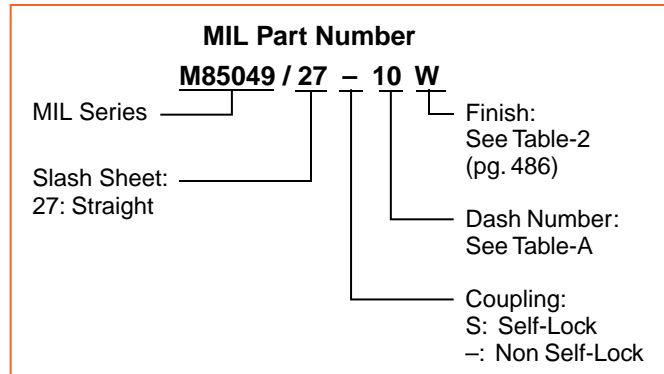 MIL Part Number
M85049 / 27 – 10 W
MIL Series
Slash Sheet:
27: Straight
Finish:
See Table-2
(pg. 486)
Dash Number:
See Table-A
Coupling:
S: Self-Lock
–: Non Self-Lock